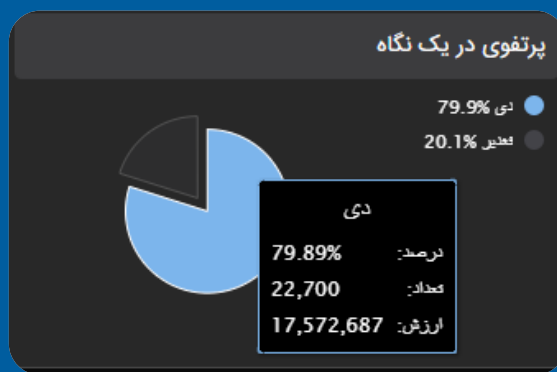 پرتفوی در یک نگاه
دی 79.9%
فغدیر 20.1%
دی
درصد: 79.89%
تعداد: 22,700
ارزش: 17,572,687